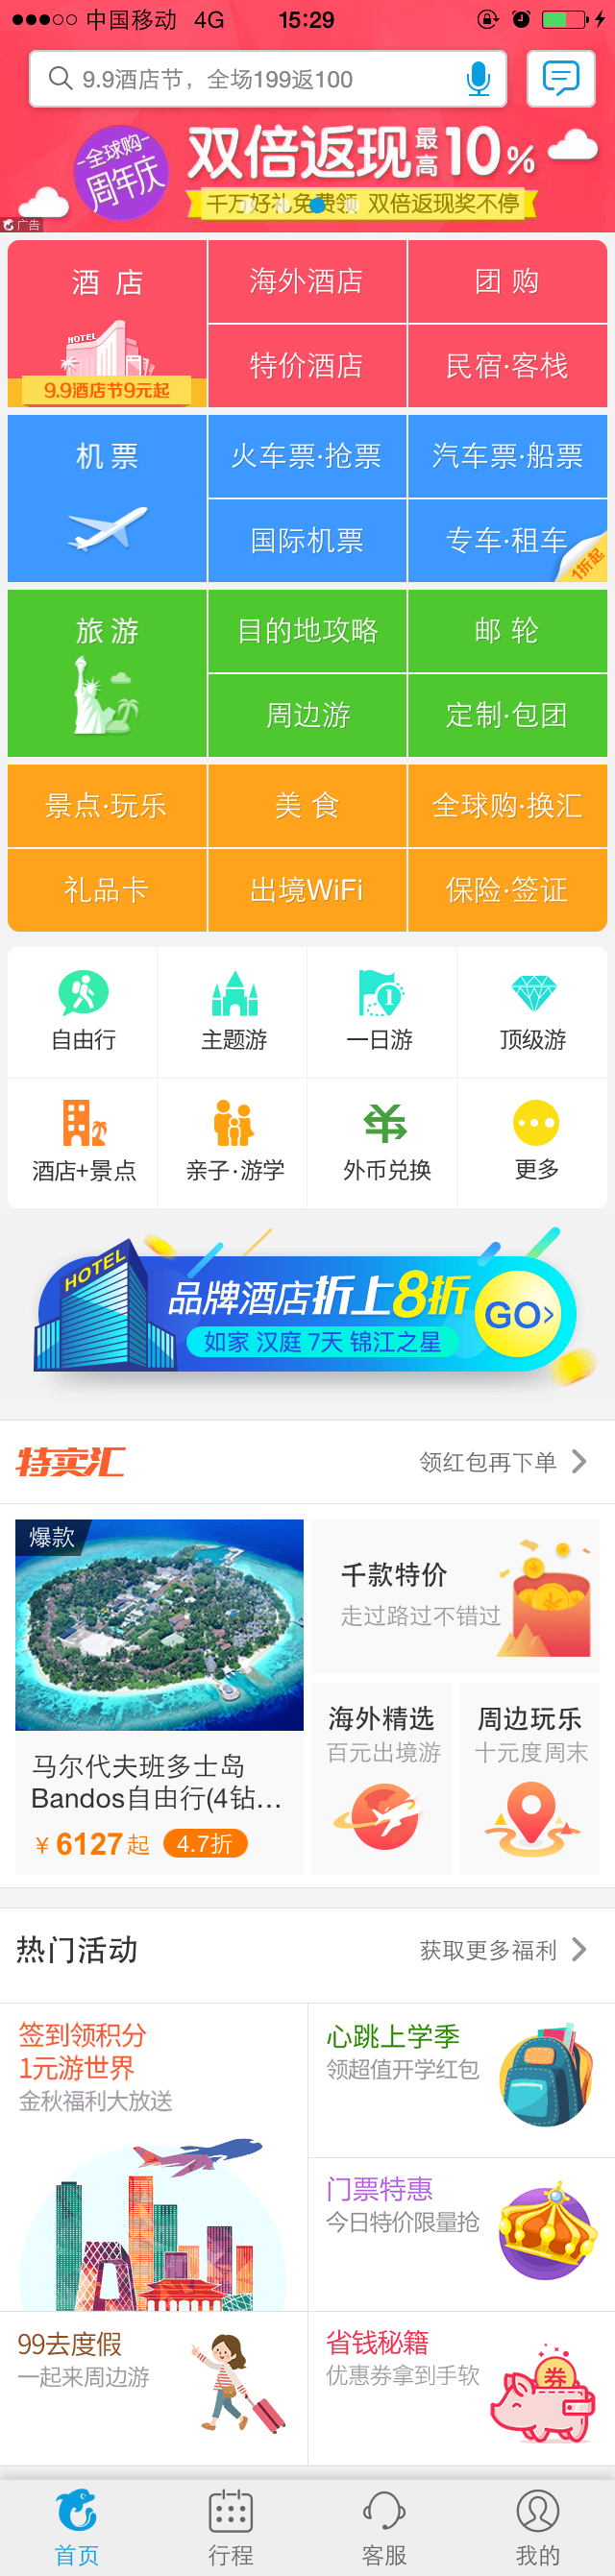 中国移动 4G 15:29
9.9酒店节，全场199返100
-全球购-
周年庆
双倍返现最高10%
千万好礼免费领 双倍返现奖不停
广告
酒店
海外酒店
团购
HOTEL
9.9酒店节9元起
特价酒店
民宿·客栈
机票
火车票·抢票
汽车票·船票
国际机票
专车·租车
1折起
旅游
目的地攻略
邮轮
周边游
定制·包团
景点·玩乐
美食
全球购·换汇
礼品卡
出境WiFi
保险·签证
自由行
主题游
1
一日游
顶级游
酒店+景点
亲子·游学
外币兑换
更多
HOTEL
品牌酒店折上8折
如家 汉庭 7天 锦江之星
GO>
特卖汇
领红包再下单
爆款
马尔代夫班多士岛
Bandos自由行(4钻...
¥ 6127起 4.7折
千款特价
走过路过不错过
海外精选
百元出境游
周边玩乐
十元度周末
热门活动
获取更多福利
签到领积分
1元游世界
金秋福利大放送
心跳上学季
领超值开学红包
门票特惠
今日特价限量抢
99去度假
一起来周边游
省钱秘籍
优惠券拿到手软
券
首页
行程
客服
我的